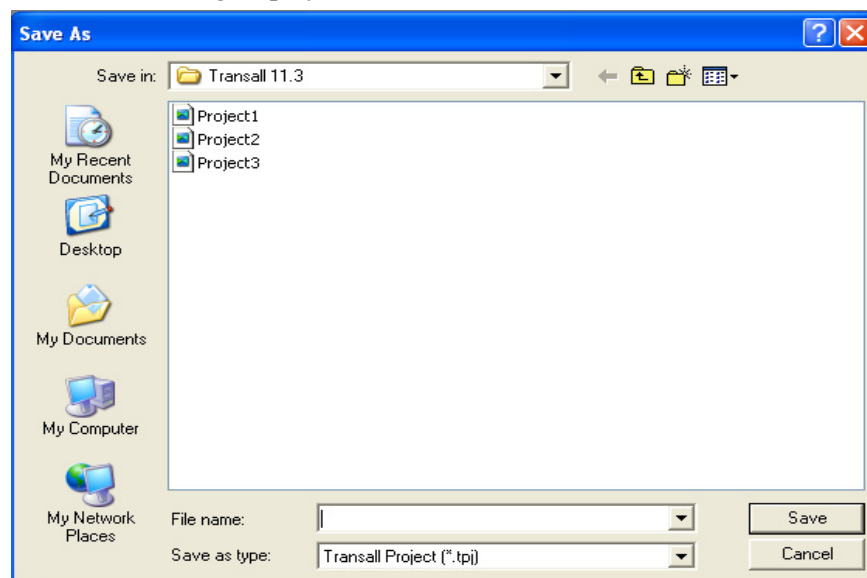 Save As
Save in: Transall 11.3
Project1
Project2
Project3
My Recent
Documents
Desktop
My Documents
My Computer
My Network
Places
File name:
Save
Save as type: Transall Project (*.tpj)
Cancel